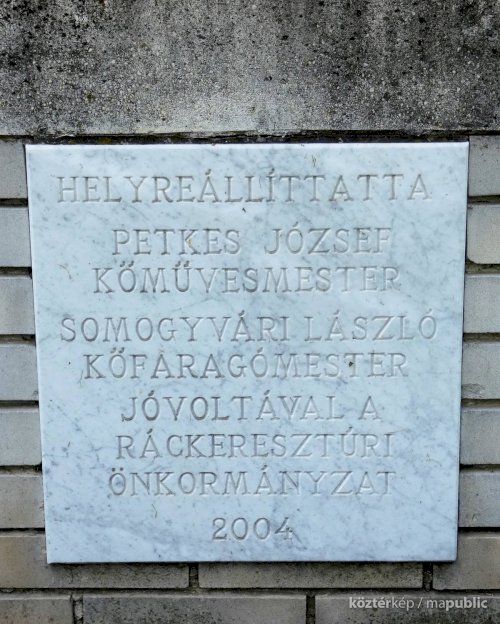 HELYREÁLLÍTTATTA
PETKES JÓZSEF
KŐMŰVESMESTER
SOMOGYVÁRI LÁSZLÓ
KŐFARAGÓMESTER
JÓVOLTÁVAL A
RÁCKERESZTÚRI
ÖNKORMÁNYZAT
2004
köztérkép / mapublic